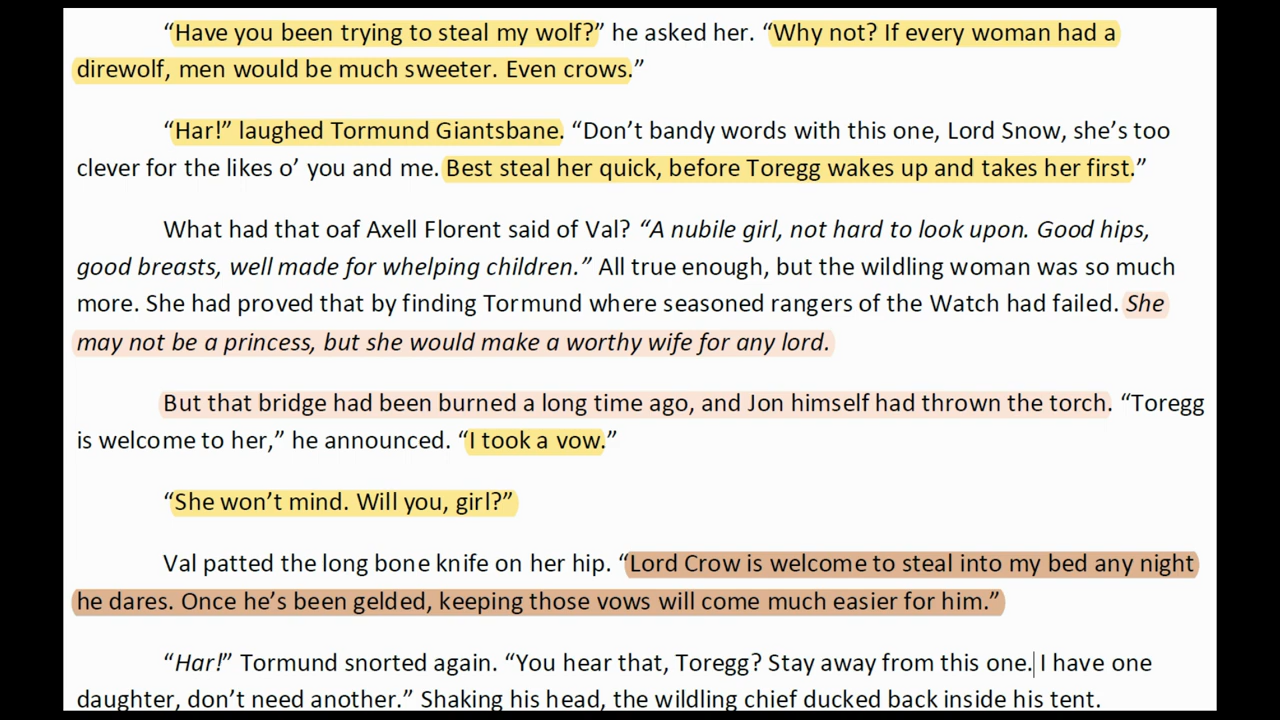 “Have you been trying to steal my wolf?” he asked her. “Why not? If every woman had a
direwolf, men would be much sweeter. Even crows.”
“Har!” laughed Tormund Giantsbane. “Don’t bandy words with this one, Lord Snow, she’s too
clever for the likes o’ you and me. Best steal her quick, before Toregg wakes up and takes her first.”
What had that oaf Axell Florent said of Val? “A nubile girl, not hard to look upon. Good hips,
good breasts, well made for whelping children.” All true enough, but the wildling woman was so much
more. She had proved that by finding Tormund where seasoned rangers of the Watch had failed. She
may not be a princess, but she would make a worthy wife for any lord.
But that bridge had been burned a long time ago, and Jon himself had thrown the torch. “Toregg
is welcome to her,” he announced. “I took a vow.”
“She won’t mind. Will you, girl?”
Val patted the long bone knife on her hip. “Lord Crow is welcome to steal into my bed any night
he dares. Once he’s been gelded, keeping those vows will come much easier for him.”
“Har!” Tormund snorted again. “You hear that, Toregg? Stay away from this one. I have one
daughter, don’t need another.” Shaking his head, the wildling chief ducked back inside his tent.